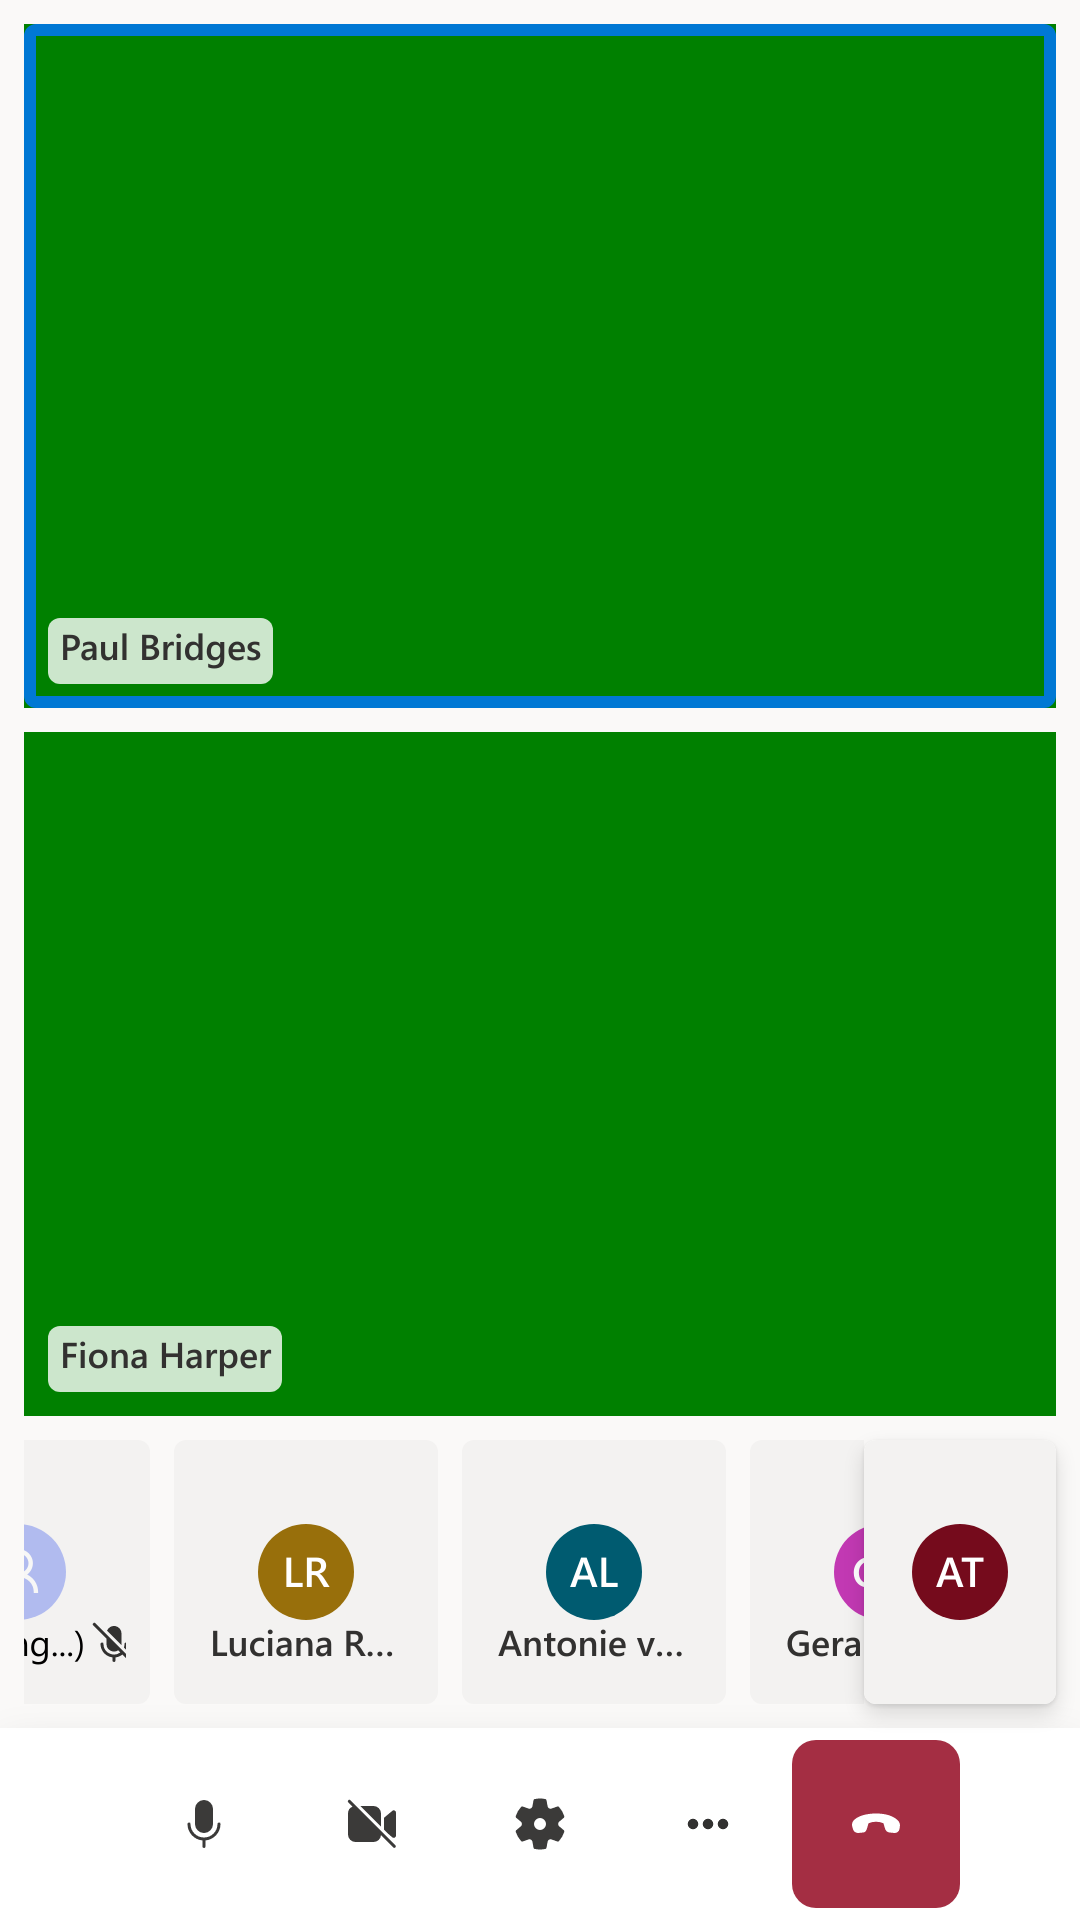 Paul Bridges
Fiona Harper
LR
AL
AT
...)
Luciana R...
Antonie v...
Gera